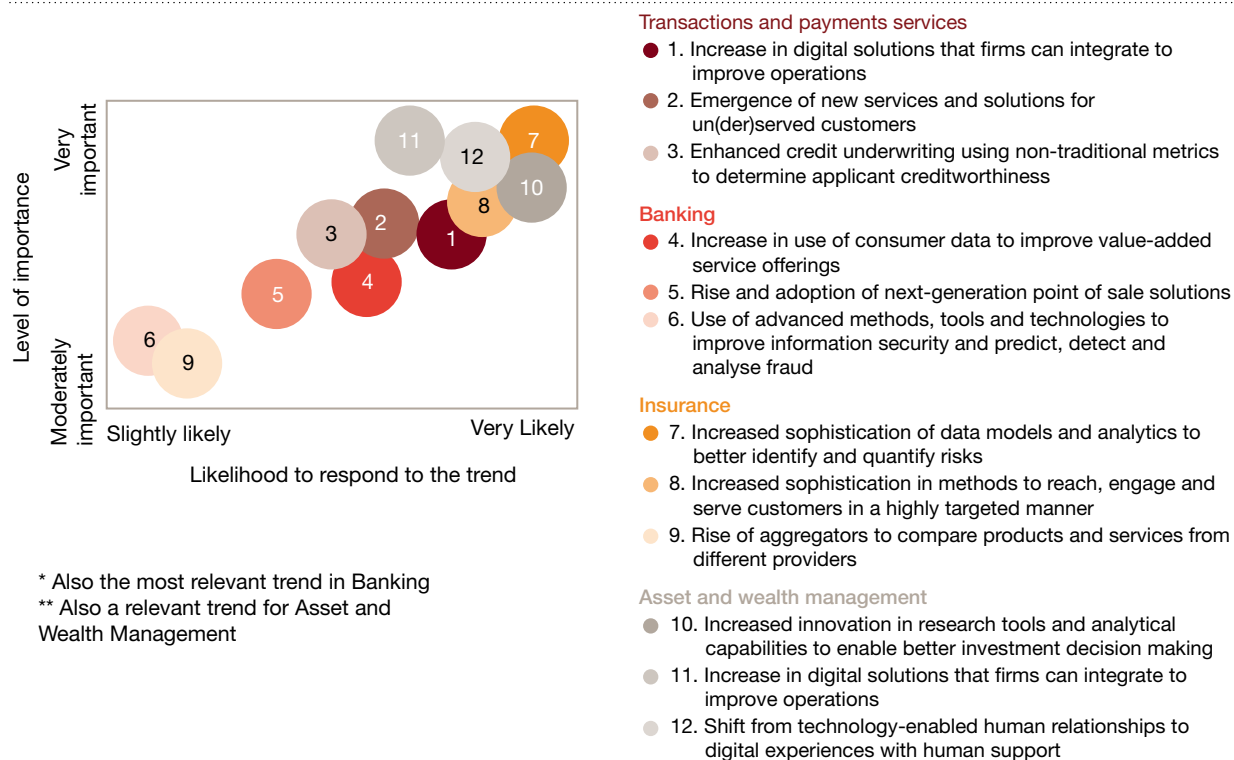 Level of importance
Very
important
Moderately
important
11
7
12
10
8
2
3
1
4
5
6
9
Slightly likely
Very Likely
Likelihood to respond to the trend
* Also the most relevant trend in Banking
** Also a relevant trend for Asset and
Wealth Management
Transactions and payments services
1. Increase in digital solutions that firms can integrate to
improve operations
2. Emergence of new services and solutions for
un(der)served customers
3. Enhanced credit underwriting using non-traditional metrics
to determine applicant creditworthiness
Banking
4. Increase in use of consumer data to improve value-added
service offerings
5. Rise and adoption of next-generation point of sale solutions
6. Use of advanced methods, tools and technologies to
improve information security and predict, detect and
analyse fraud
Insurance
7. Increased sophistication of data models and analytics to
better identify and quantify risks
8. Increased sophistication in methods to reach, engage and
serve customers in a highly targeted manner
9. Rise of aggregators to compare products and services from
different providers
Asset and wealth management
10. Increased innovation in research tools and analytical
capabilities to enable better investment decision making
11. Increase in digital solutions that firms can integrate to
improve operations
12. Shift from technology-enabled human relationships to
digital experiences with human support